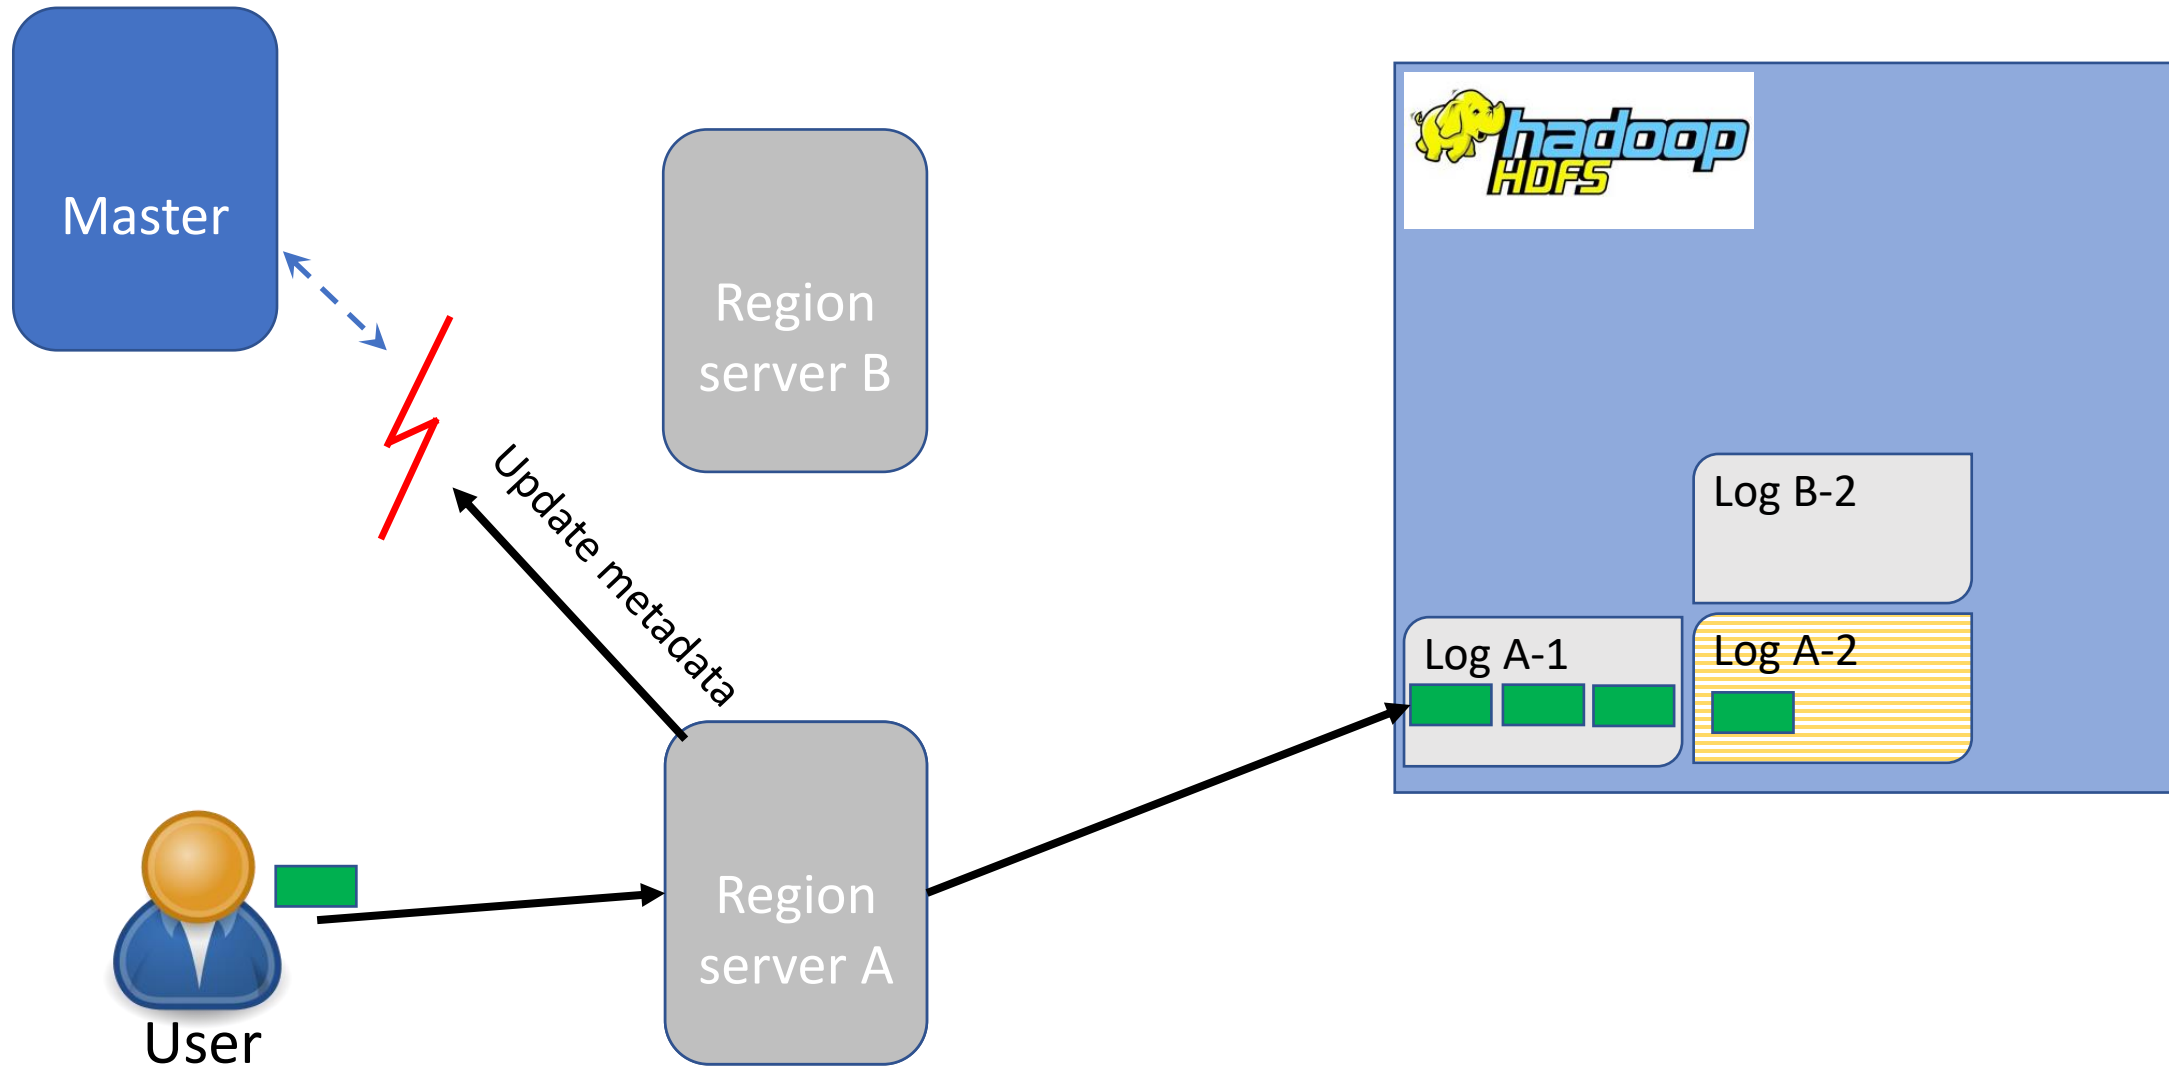 Master
hadoop
HDFS
Region
server B
Update metadata
Log B-2
Log A-1
Log A-2
Region
server A
User